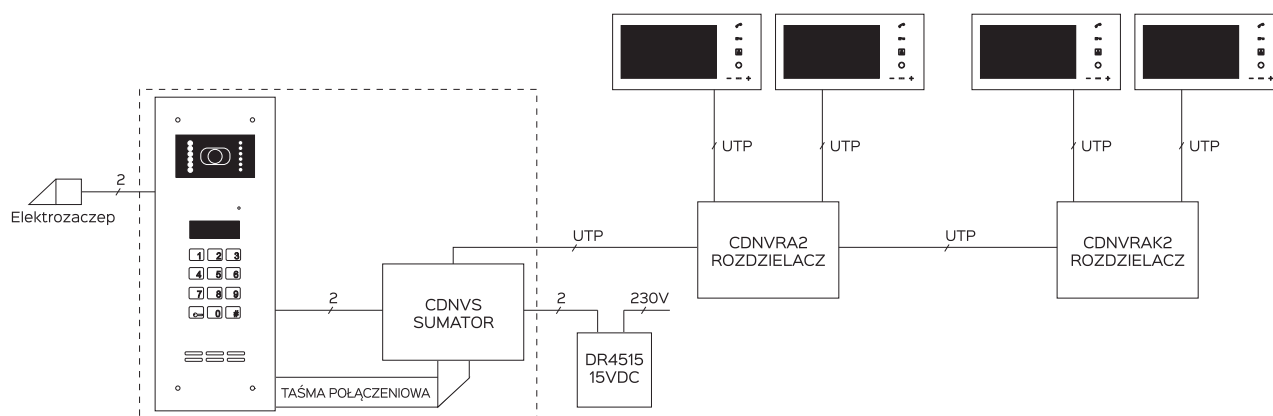 UTP
UTP
UTP
UTP
2
Elektrozaczep
1 2 3
4 5 6
7 8 9
0 #
UTP
CDNVRA2
ROZDZIELACZ
UTP
CDNVRAK2
ROZDZIELACZ
2
CDNVS
SUMATOR
2
230V
DR4515
15VDC
TAŚMA POŁĄCZENIOWA